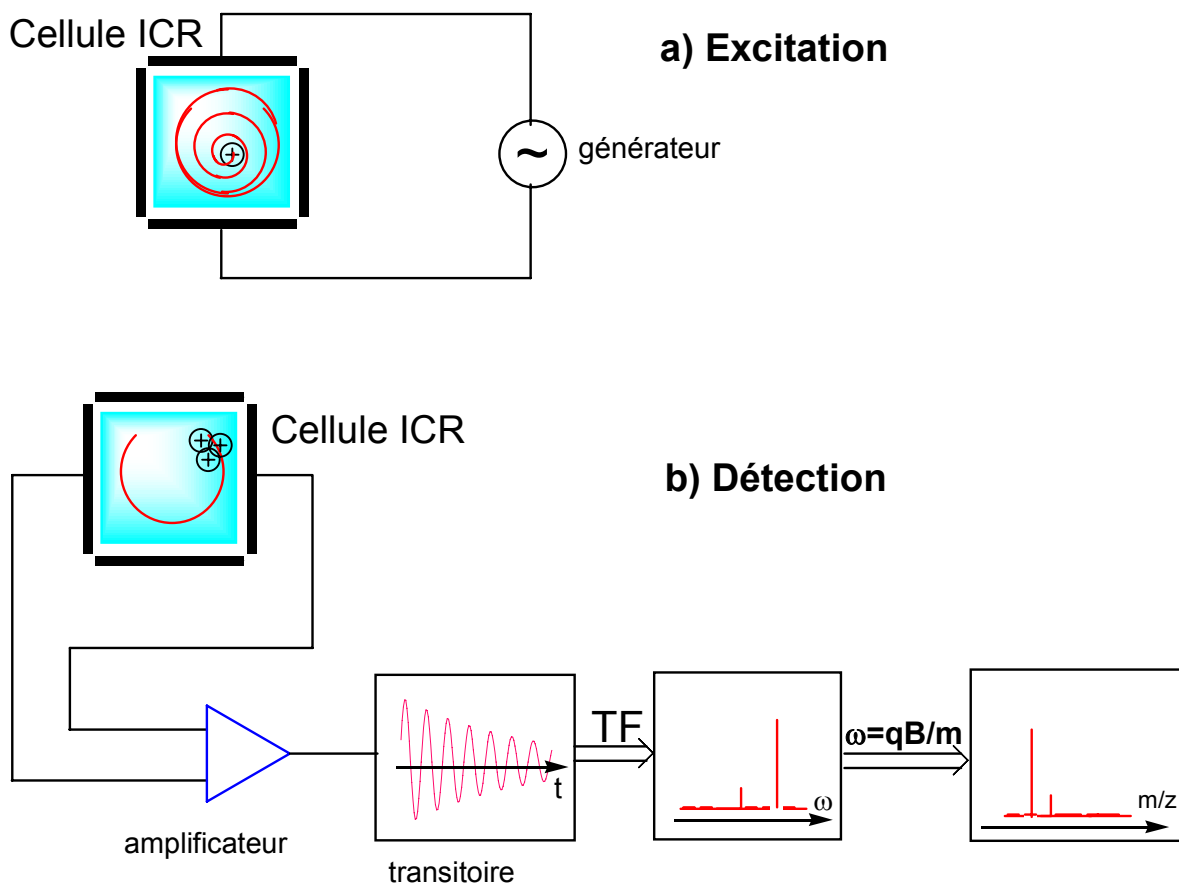 Cellule ICR
a) Excitation
~
générateur
+
Cellule ICR
+ +
+
b) Détection
TF
ω=qB/m
t
ω
m/z
amplificateur
transitoire